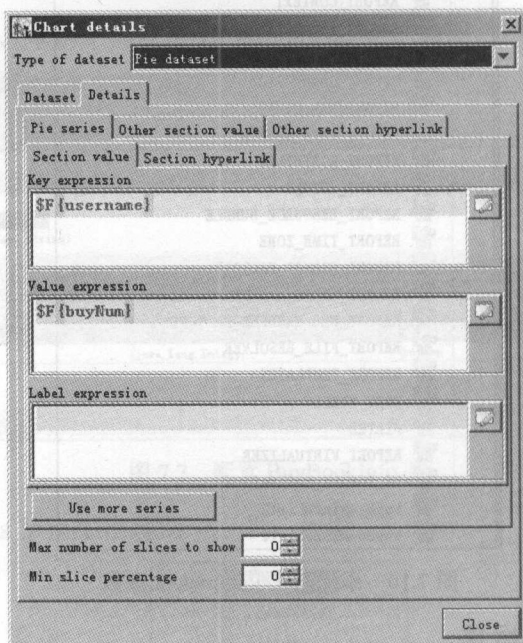 Chart details
Type of dataset Pie dataset
Dataset Details
Pie series Other section value Other section hyperlink
Section value Section hyperlink
Key expression
$F{username}
Value expression
$F{buyNum}
Label expression
Use more series
Max number of slices to show 0
Min slice percentage 0
Close